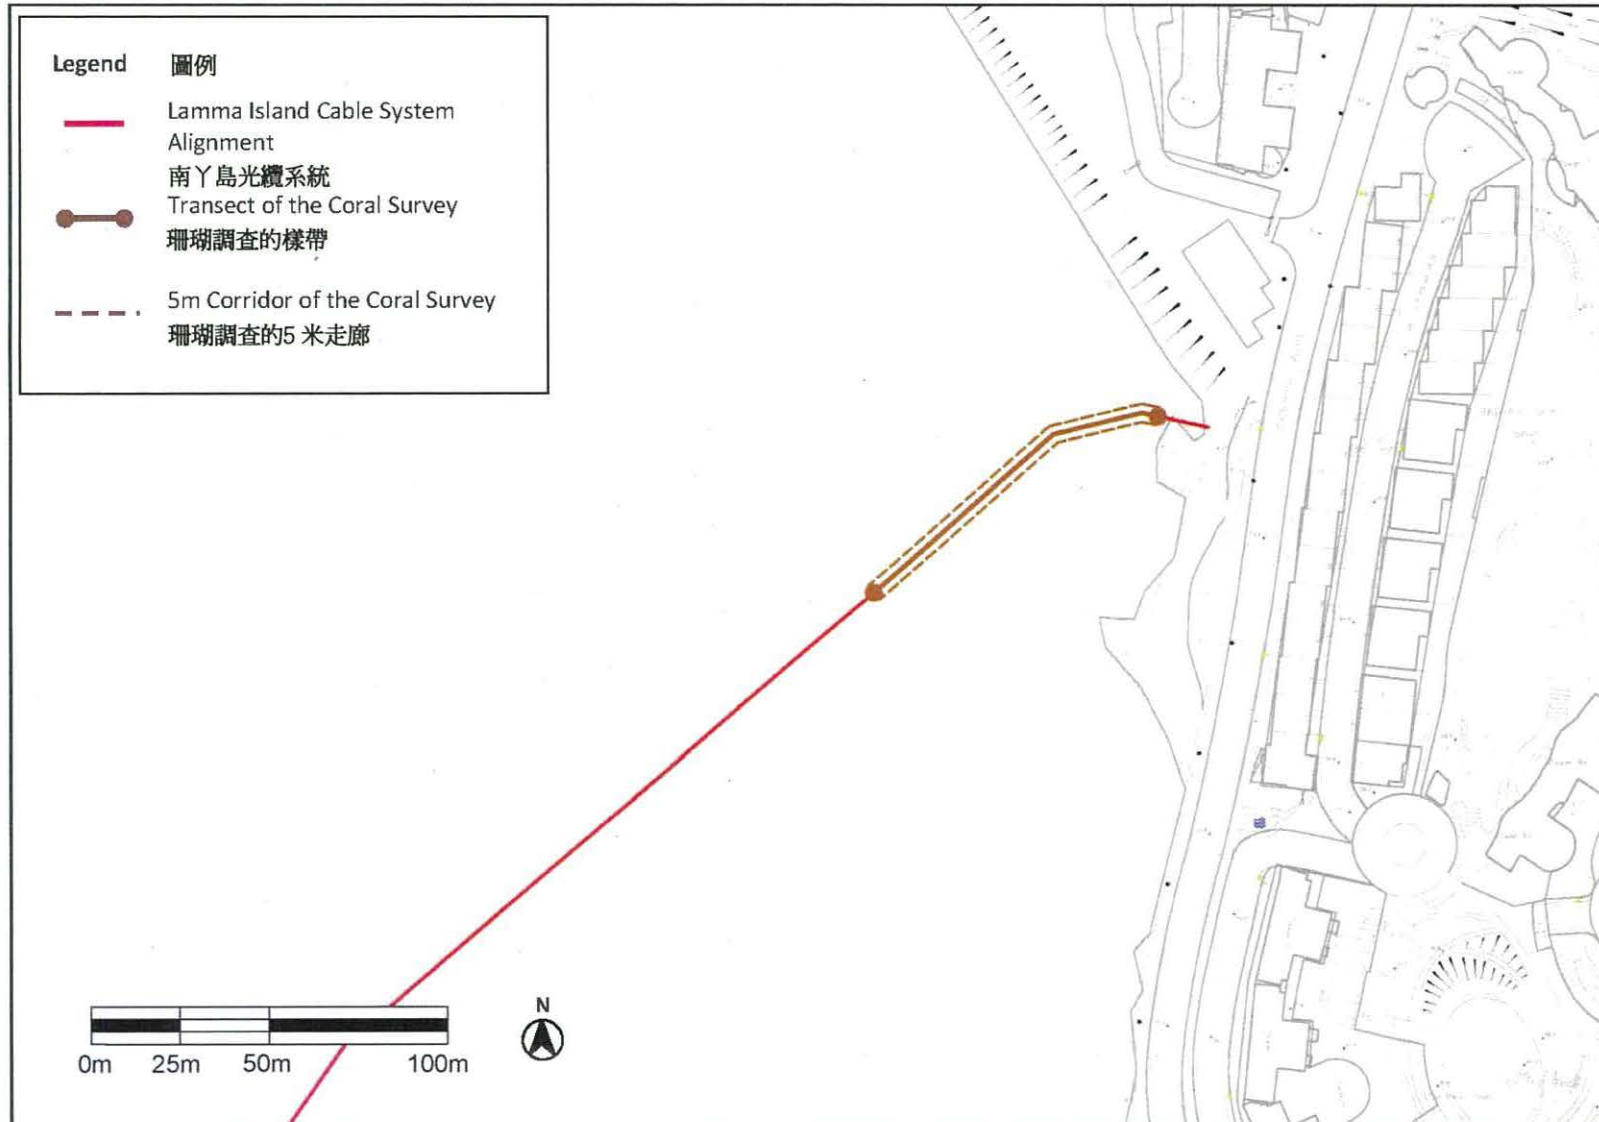 Legend 圖例
Lamma Island Cable System
Alignment
南丫島光纜系統
Transect of the Coral Survey
珊瑚調查的樣帶
5m Corridor of the Coral Survey
珊瑚調查的5 米走廊
N
0m 25m 50m 100m